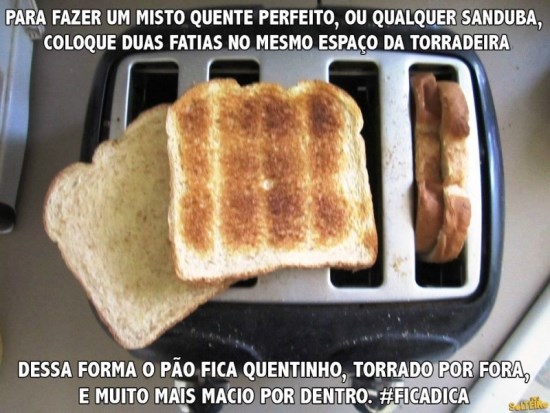 PARA FAZER UM MISTO QUENTE PERFEITO, OU QUALQUER SANDUBA,
COLOQUE DUAS FATIAS NO MESMO ESPAÇO DA TORRADEIRA
DESSA FORMA O PÃO FICA QUENTINHO, TORRADO POR FORA,
E MUITO MAIS MACIO POR DENTRO. #FICADICA